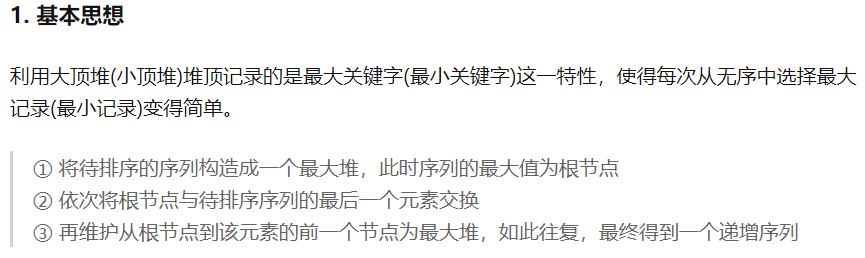 1. 基本思想
利用大顶堆(小顶堆)堆顶记录的是最大关键字(最小关键字)这一特性，使得每次从无序中选择最大
记录(最小记录)变得简单。
① 将待排序的序列构造成一个最大堆，此时序列的最大值为根节点
② 依次将根节点与待排序序列的最后一个元素交换
③ 再维护从根节点到该元素的前一个节点为最大堆，如此往复，最终得到一个递增序列